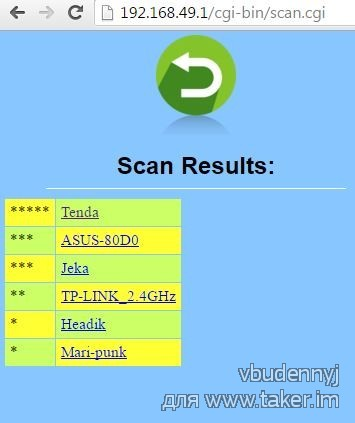 192.168.49.1/cgi-bin/scan.cgi
Scan Results:
***** Tenda
*** ASUS-80D0
*** Jeka
** TP-LINK_2.4GHz
* Headik
* Mari-punk
vbudennyj
для www.taker.im